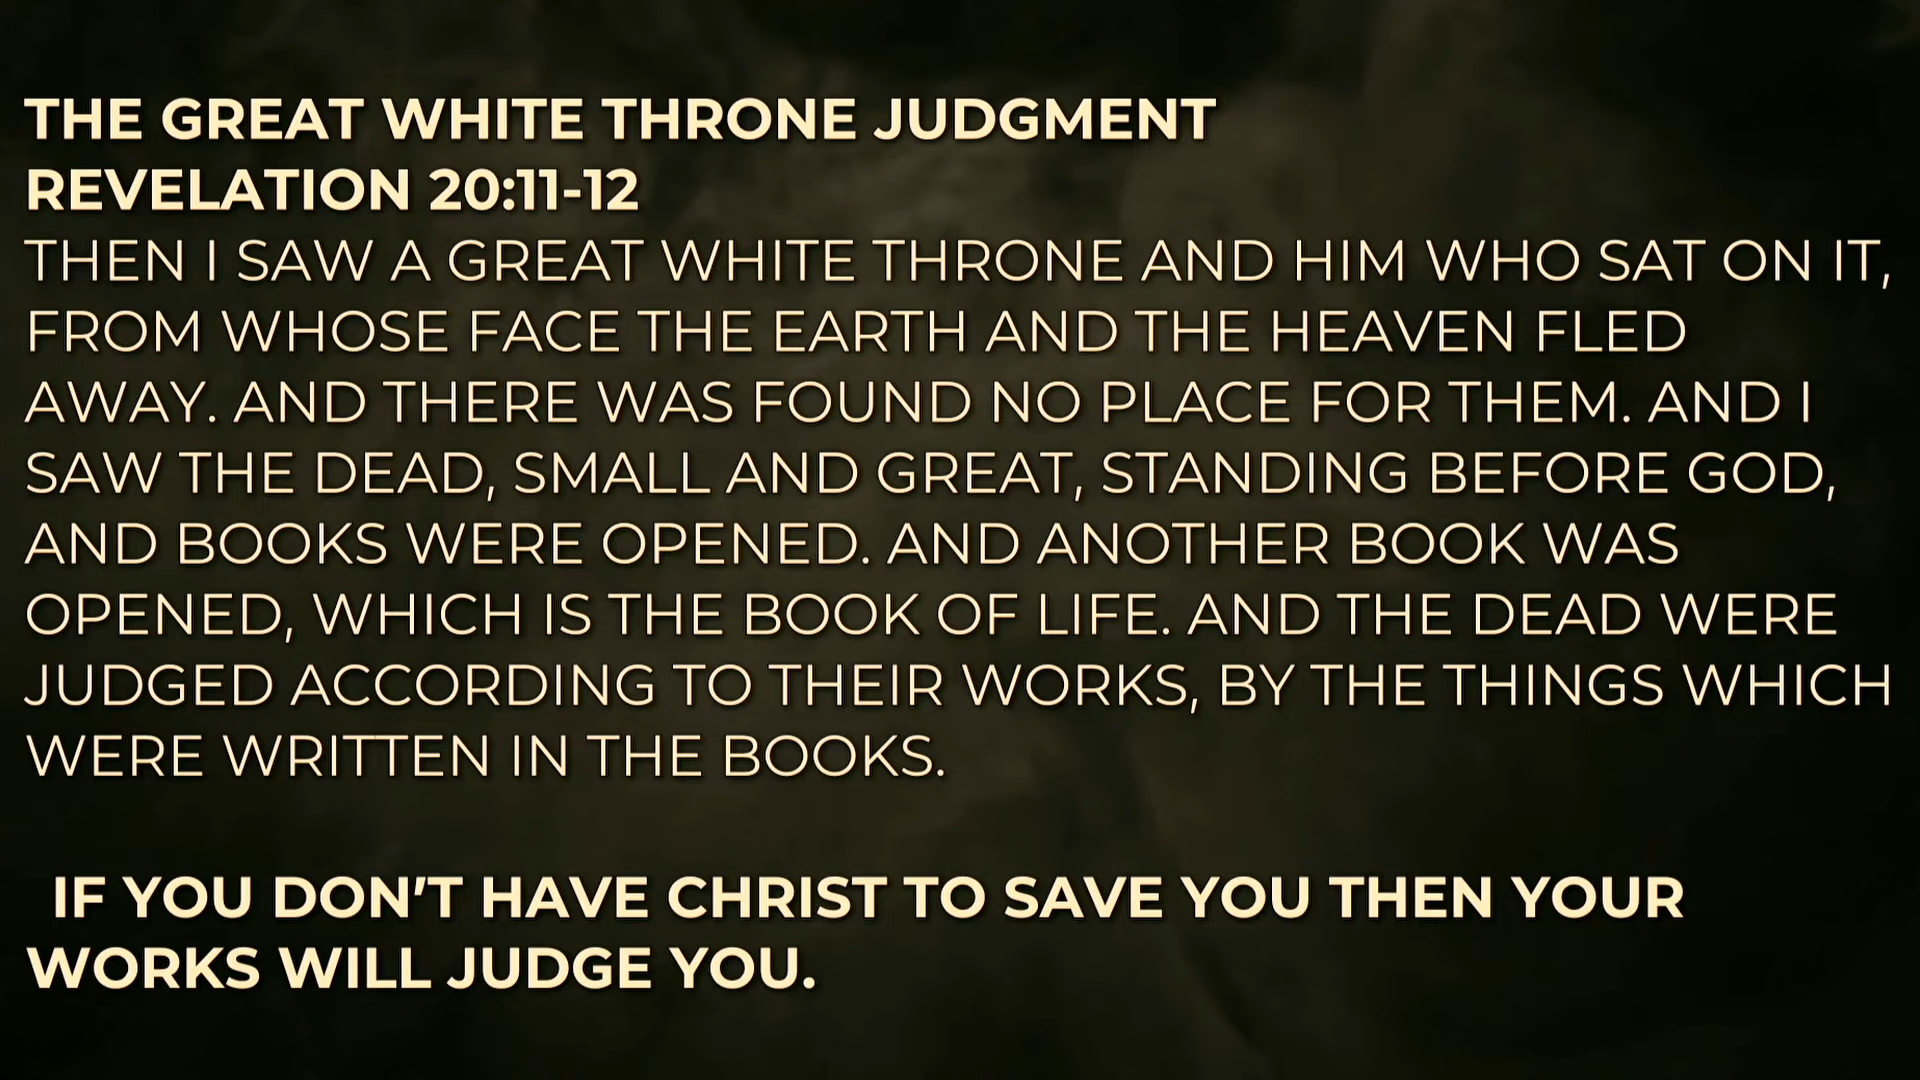 THE GREAT WHITE THRONE JUDGMENT
REVELATION 20:11-12
THEN I SAW A GREAT WHITE THRONE AND HIM WHO SAT ON IT,
FROM WHOSE FACE THE EARTH AND THE HEAVEN FLED
AWAY. AND THERE WAS FOUND NO PLACE FOR THEM. AND I
SAW THE DEAD, SMALL AND GREAT, STANDING BEFORE GOD,
AND BOOKS WERE OPENED. AND ANOTHER BOOK WAS
OPENED, WHICH IS THE BOOK OF LIFE. AND THE DEAD WERE
JUDGED ACCORDING TO THEIR WORKS, BY THE THINGS WHICH
WERE WRITTEN IN THE BOOKS.
IF YOU DON'T HAVE CHRIST TO SAVE YOU THEN YOUR
WORKS WILL JUDGE YOU.